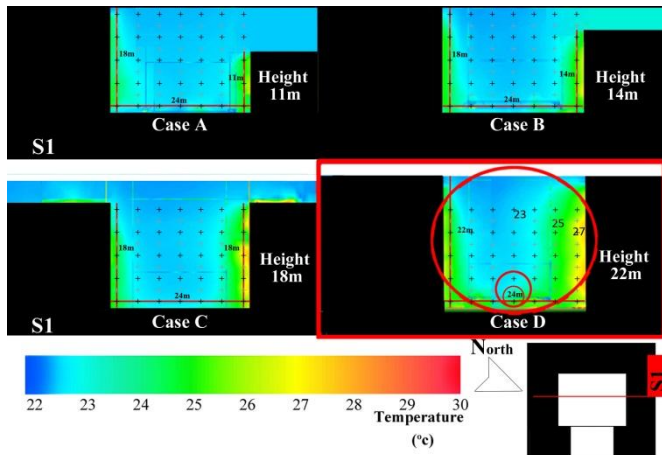 18m
11m
24m
Height
11m
Case A
18m
14m
24m
Height
14m
Case B
S1
18m
18m
24m
Height
18m
Case C
23
25
27
22m
24m
Height
22m
Case D
S1
22 23 24 25 26 27 28 29 30
Temperature
(ºc)
North
S1